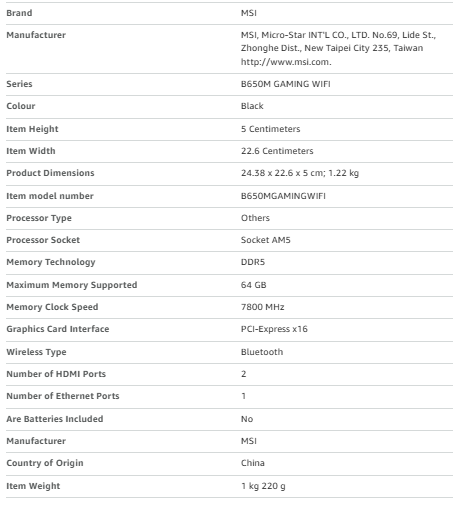 Brand MSI
Manufacturer MSI, Micro-Star INT'L CO., LTD. No.69, Lide St.,
Zhonghe Dist., New Taipei City 235, Taiwan
http://www.msi.com.
Series B650M GAMING WIFI
Colour Black
Item Height 5 Centimeters
Item Width 22.6 Centimeters
Product Dimensions 24.38 x 22.6 x 5 cm; 1.22 kg
Item model number B650MGAMINGWIFI
Processor Type Others
Processor Socket Socket AM5
Memory Technology DDR5
Maximum Memory Supported 64 GB
Memory Clock Speed 7800 MHz
Graphics Card Interface PCI-Express x16
Wireless Type Bluetooth
Number of HDMI Ports 2
Number of Ethernet Ports 1
Are Batteries Included No
Manufacturer MSI
Country of Origin China
Item Weight 1 kg 220 g